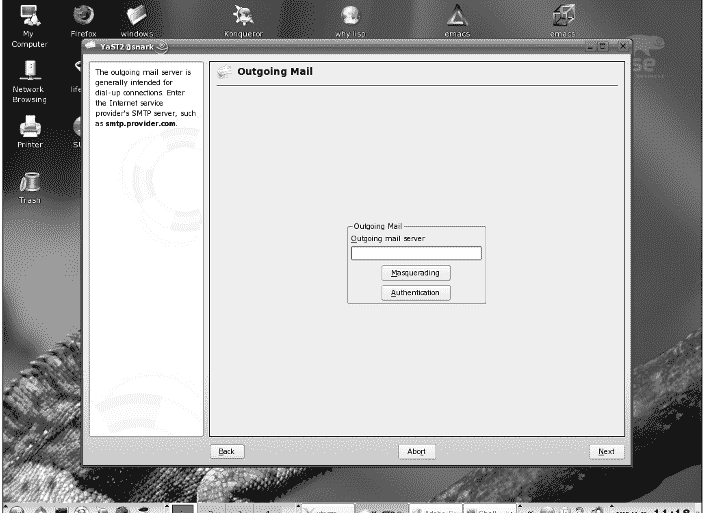 My
Computer
Firefox
windows
Konqueror
why lisp
emacs
emacs
YaST2@snark
Network
Browsing
Printer
Trash
The outgoing mail server is
generally intended for
dial-up connections. Enter
the Internet service
provider's SMTP server, such
as smtp.provider.com.
Outgoing Mail
Outgoing Mail
Outgoing mail server
Masquerading
Authentication
Back
Abort
Next